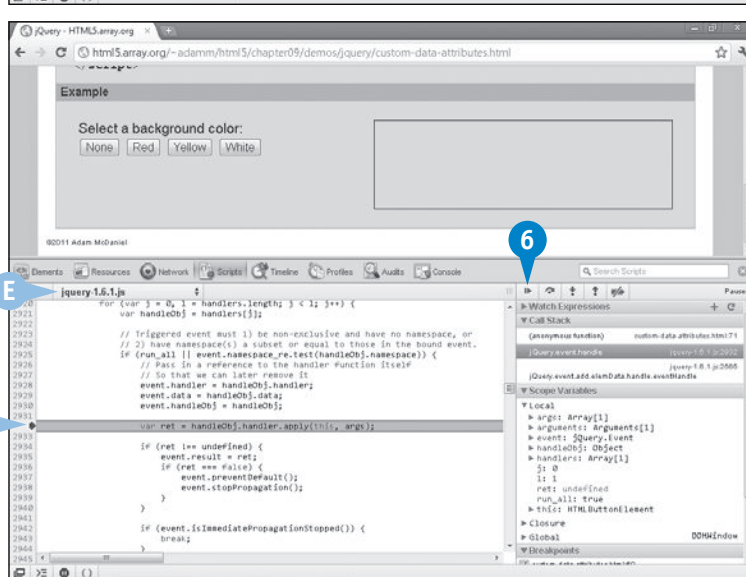 jQuery - HTML5.array.org
html5.array.org/~adamm/html5/chapter09/demos/jquery/custom-data-attributes.html
Example
Select a background color:
None Red Yellow White
©2011 Adam McDaniel
6
Elements Resources Network Scripts Timeline Profiles Audits Console Search Scripts
E
jquery-1.6.1.js
2920 for (var j = 0, l = handlers.length; j < l; j++) {
2921 var handleObj = handlers[j];
2922
2923 // Triggered event must 1) be non-exclusive and have no namespace, or
2924 // 2) have namespace(s) a subset or equal to those in the bound event.
2925 if (run_all || event.namespace_re.test(handleObj.namespace)) {
2926 // Pass in a reference to the handler function itself
2927 // So that we can later remove it
2928 event.handler = handleObj.handler;
2929 event.data = handleObj.data;
2930 event.handleObj = handleObj;
2931
var ret = handleObj.handler.apply(this, args);
2933
2934 if (ret !== undefined) {
2935 event.result = ret;
2936 if (ret === false) {
2937 event.preventDefault();
2938 event.stopPropagation();
2939 }
2940 }
2941
2942 if (event.isImmediatePropagationStopped()) {
2943 break;
2944 }
2945
Pause
Watch Expressions
Call Stack
(anonymous function) custom-data-attributes.html:71
jQuery.event.handle jquery-1.6.1.js:2932
jquery-1.6.1.js:2666
jQuery.event.add.elemData.handle.eventHandle
Scope Variables
Local
args: Array[1]
arguments: Arguments[1]
event: jQuery.Event
handleObj: Object
handlers: Array[1]
j: 0
l: 1
ret: undefined
run_all: true
this: HTMLButtonElement
Closure
Global DOMWindow
Breakpoints